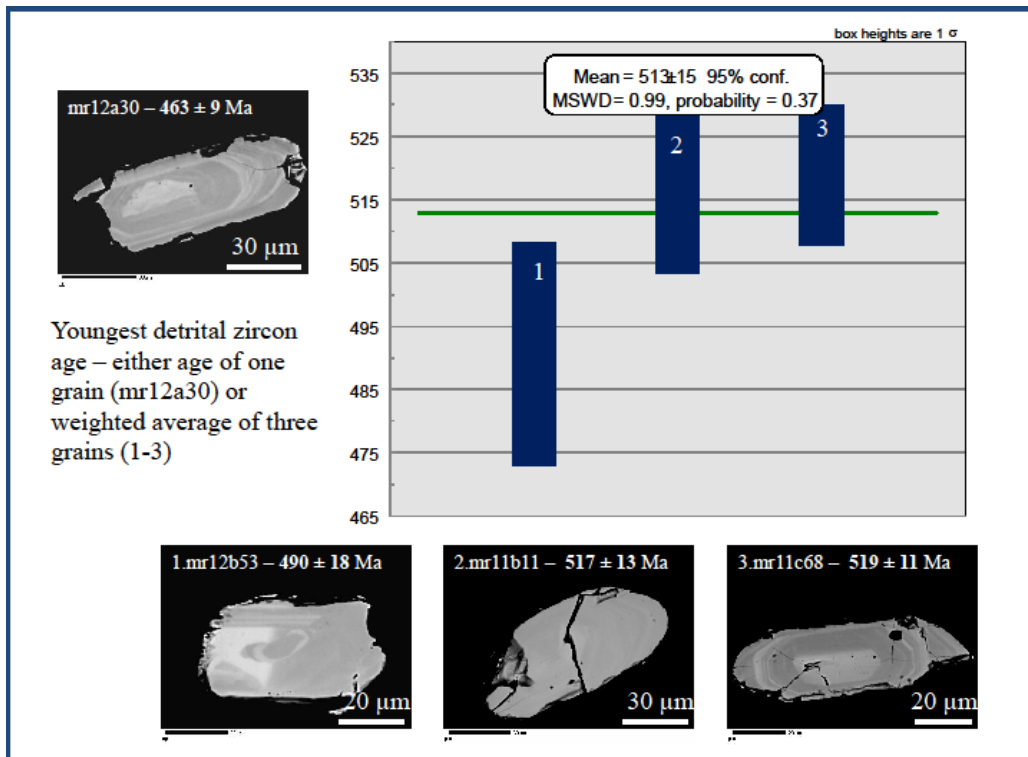 box heights are 1 σ
mr12a30 – 463 ± 9 Ma
30 µm
Youngest detrital zircon
age – either age of one
grain (mr12a30) or
weighted average of three
grains (1-3)
Mean = 513±15 95% conf.
MSWD= 0.99, probability = 0.37
535
525
515
505
495
485
475
465
1
2
3
1.mr12b53 – 490 ± 18 Ma
20 µm
2.mr11b11 – 517 ± 13 Ma
30 µm
3.mr11c68 – 519 ± 11 Ma
20 µm